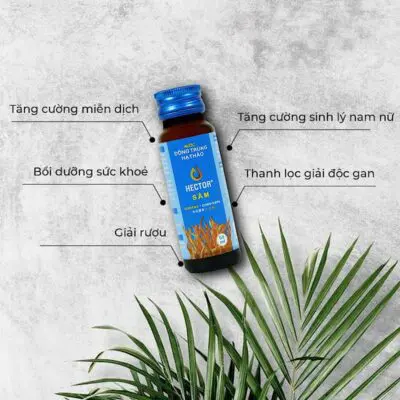 Tăng cường miễn dịch
Tăng cường sinh lý nam nữ
Bồi dưỡng sức khoẻ
Thanh lọc giải độc gan
Giải rượu
NƯỚC
ĐÔNG TRÙNG
HẠ THẢO
HECTOR
SÂM